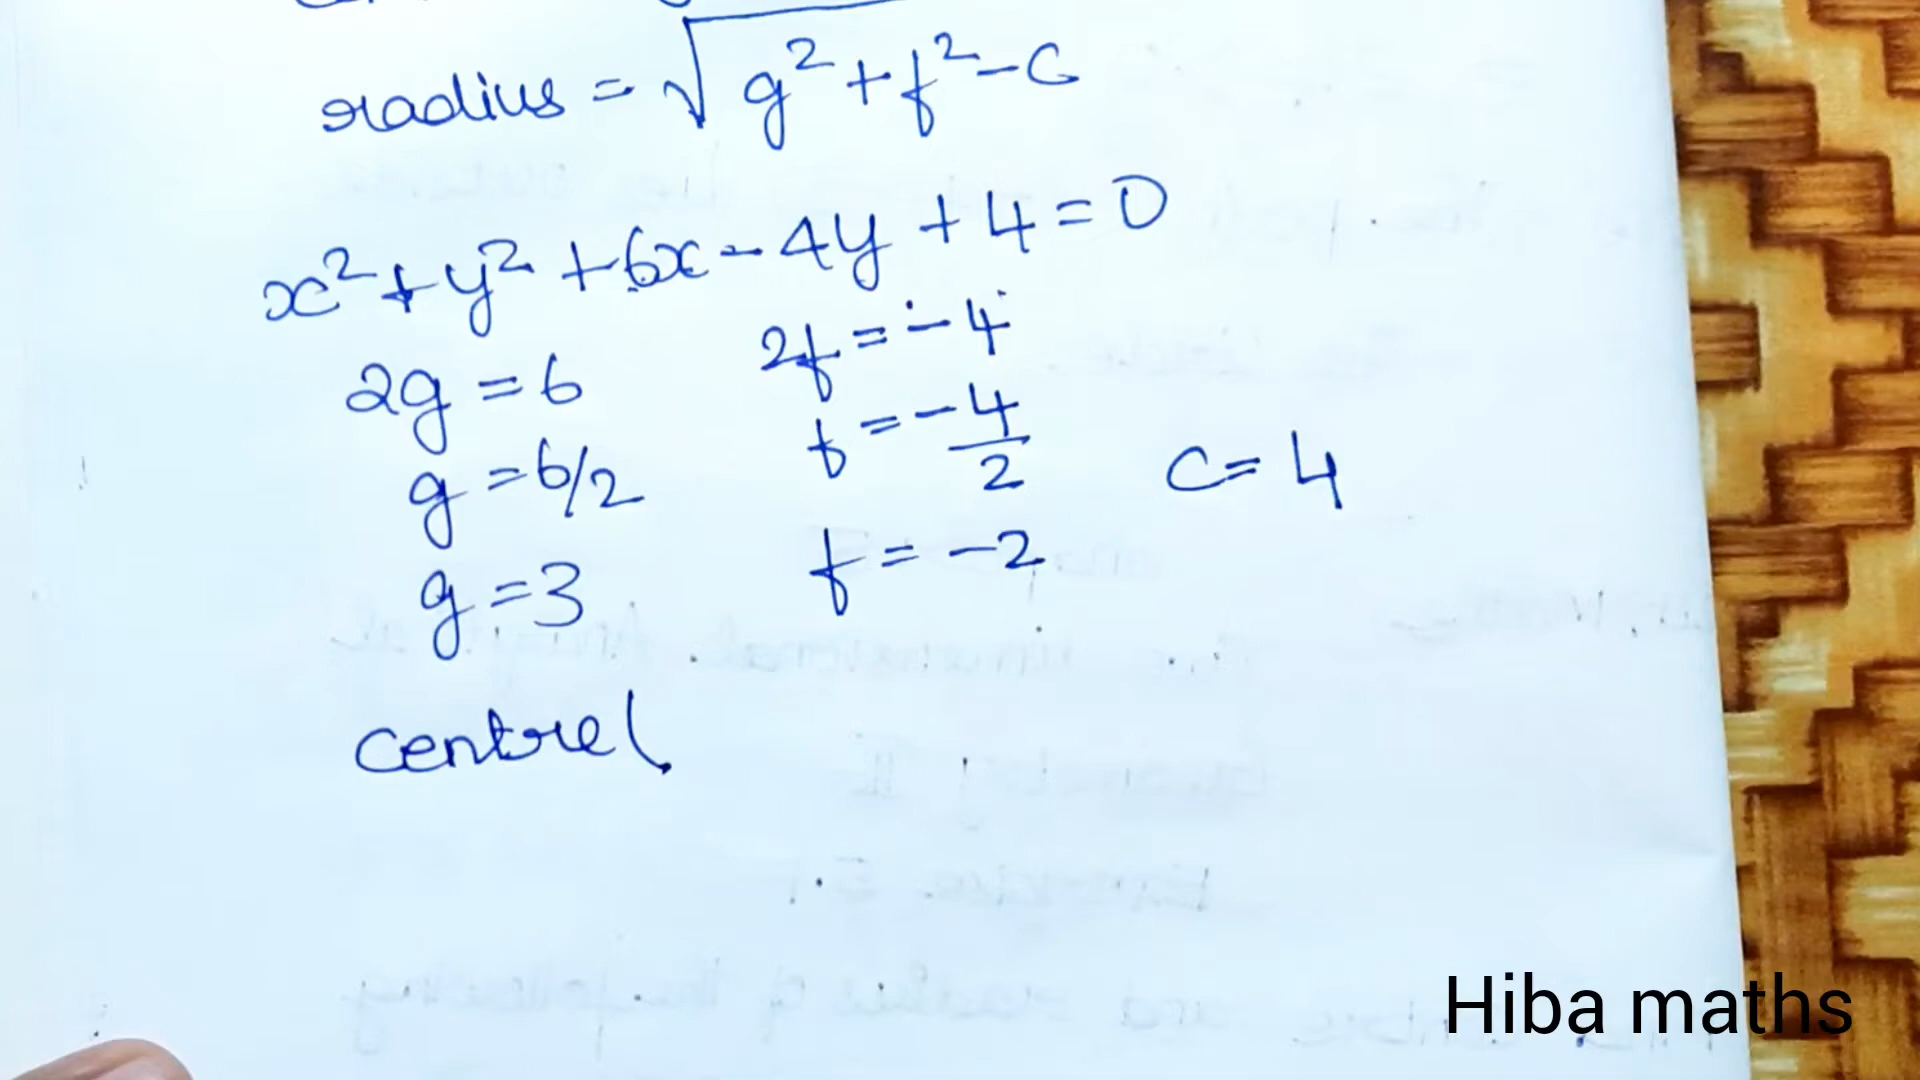 radius = √g² + f² - c
x² + y² + 6x - 4y + 4 = 0
2g = 6
g = 6/2
g = 3
2f = -4
f = -4/2
f = -2
c = 4
centre (
Hiba maths